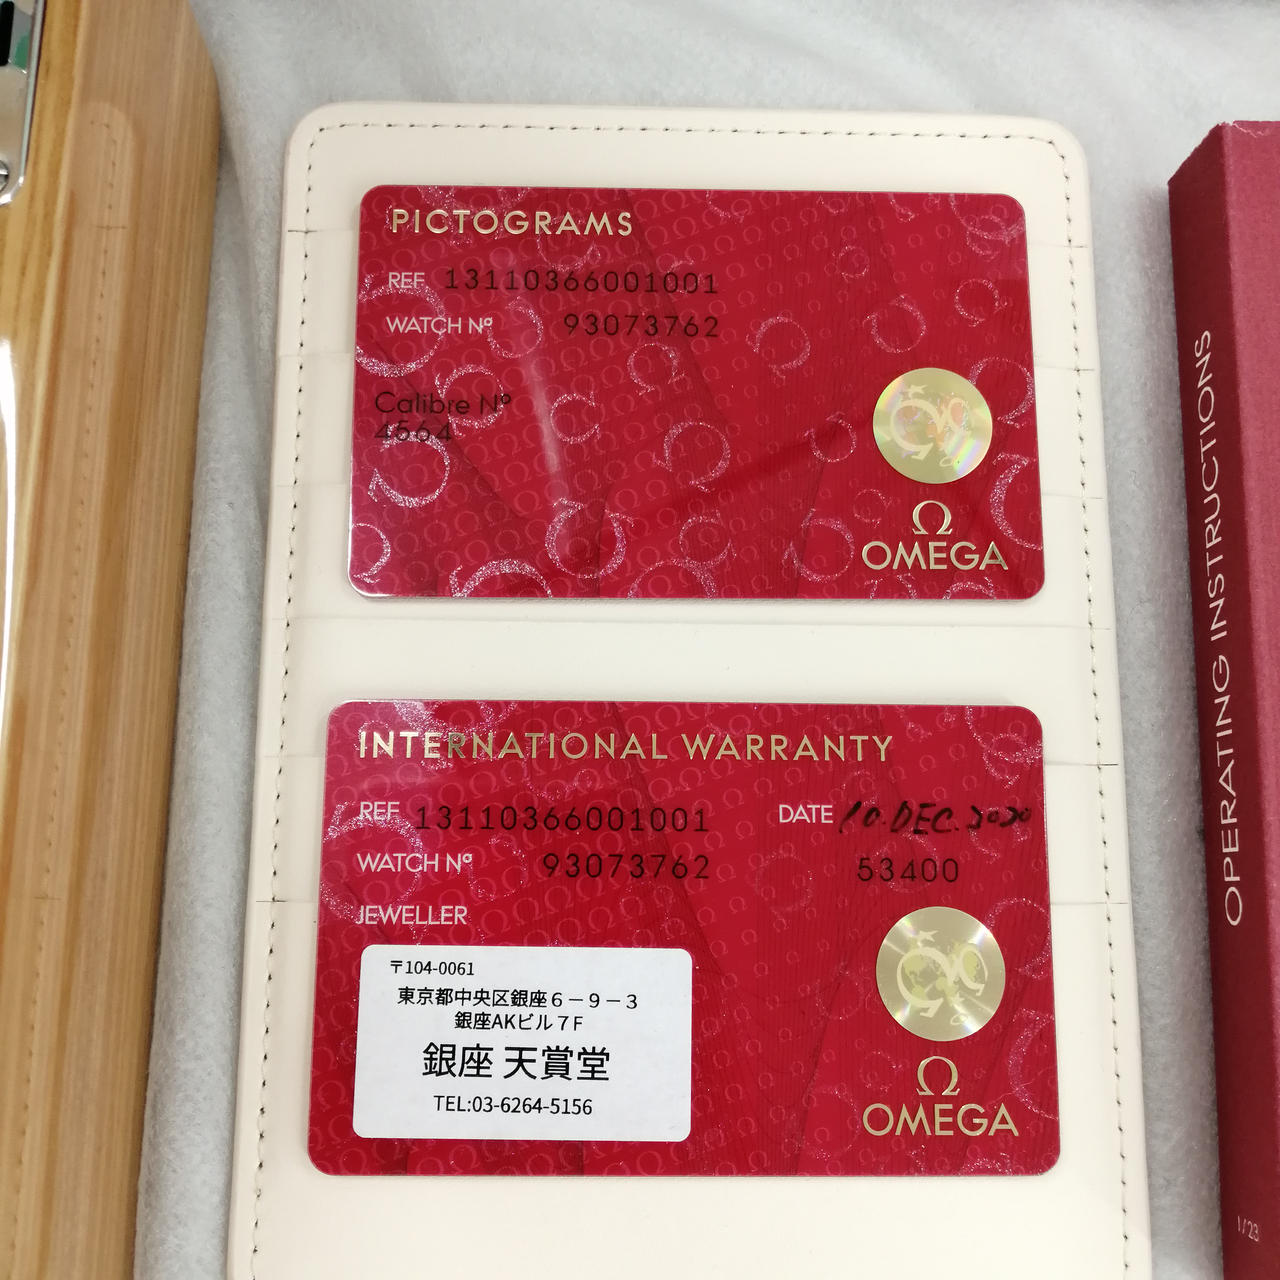 PICTOGRAMS
REF 13110366001001
WATCH Nº 93073762
Calibre Nº
4564
Ω
OMEGA
INTERNATIONAL WARRANTY
REF 13110366001001 DATE 10.DEC.2020
WATCH Nº 93073762 53400
JEWELLER
〒104-0061
東京都中央区銀座６－９－３
銀座AKビル７F
銀座 天賞堂
TEL:03-6264-5156
Ω
OMEGA
OPERATING INSTRUCTIONS
1/23